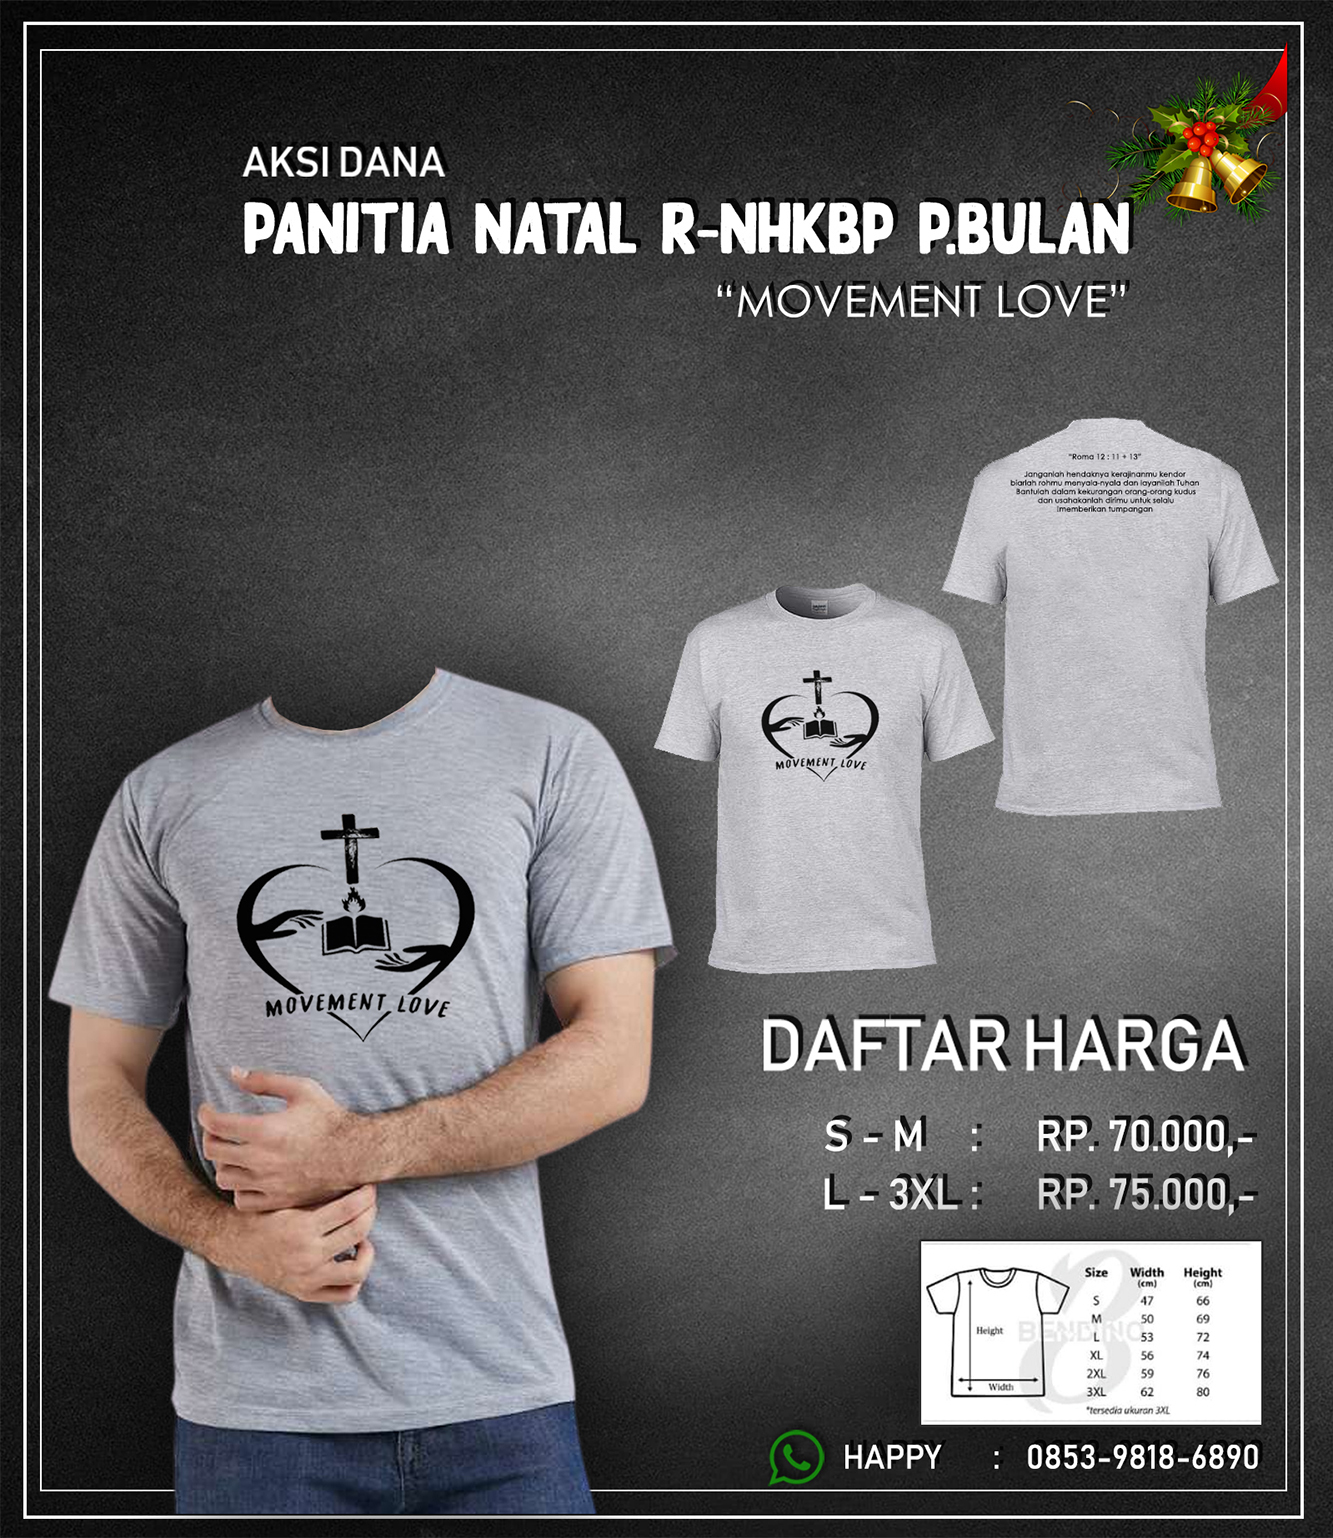 AKSI DANA
PANITIA NATAL R-NHKBP P.BULAN
“MOVEMENT LOVE”
"Roma 12 : 11 + 13"
Janganlah hendaknya kerajinanmu kendor
biarlah rohmu menyala-nyala dan layanilah Tuhan
Bantulah dalam kekurangan orang-orang kudus
dan usahakanlah dirimu untuk selalu
memberikan tumpangan
MOVEMENT LOVE
MOVEMENT LOVE
DAFTAR HARGA
S - M : RP. 70.000,-
L - 3XL : RP. 75.000,-
Size Width (cm) Height (cm)
S 47 66
M 50 69
L 53 72
XL 56 74
2XL 59 76
3XL 62 80
*tersedia ukuran 3XL
Height
Width
HAPPY : 0853-9818-6890